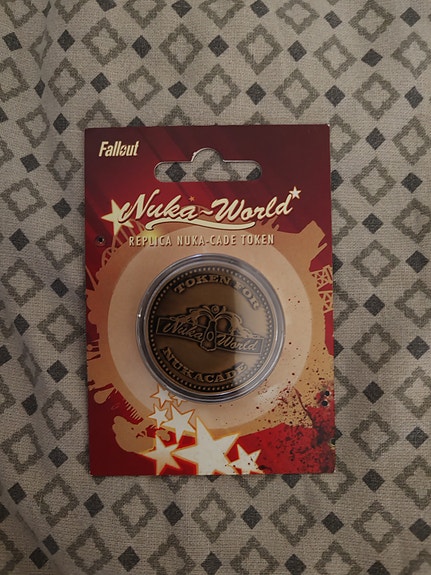 Fallout
Nuka~World
REPLICA NUKA-CADE TOKEN
TOKEN FOR
Nuka World
NUKACADE